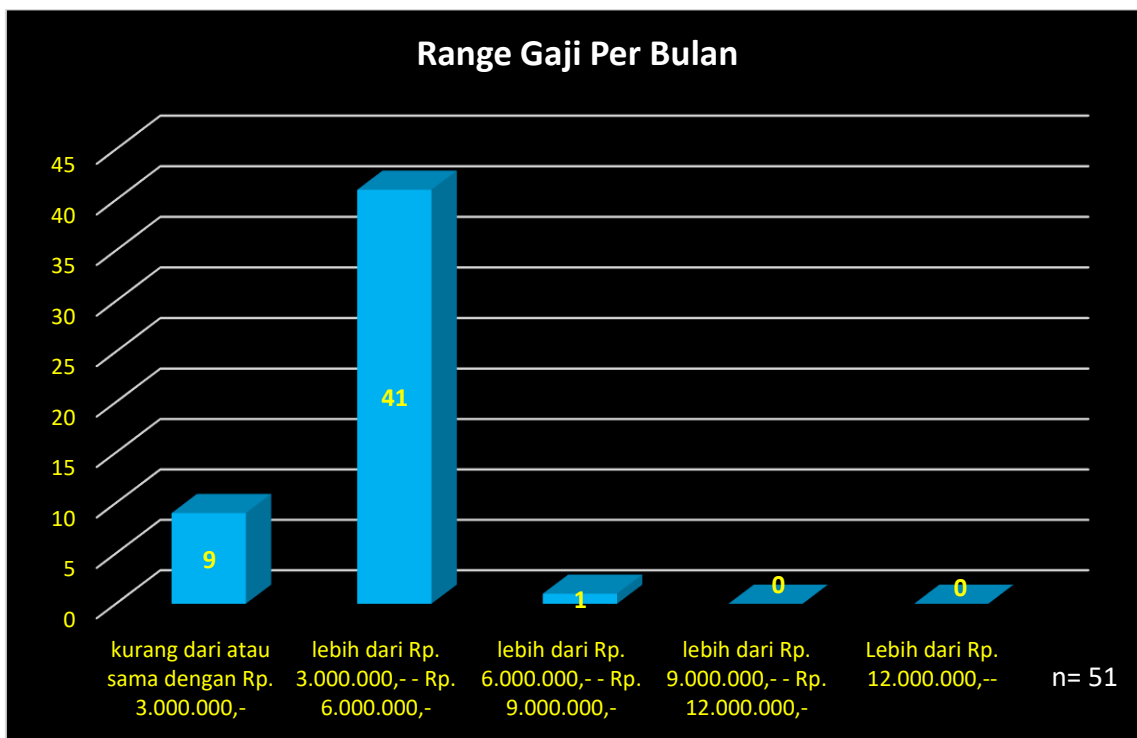 Range Gaji Per Bulan
45
40
35
30
25
20
15
10
5
0
9
41
1
0
0
kurang dari atau
sama dengan Rp.
3.000.000,-
lebih dari Rp.
3.000.000,- - Rp.
6.000.000,-
lebih dari Rp.
6.000.000,- - Rp.
9.000.000,-
lebih dari Rp.
9.000.000,- - Rp.
12.000.000,-
Lebih dari Rp.
12.000.000,--
n= 51